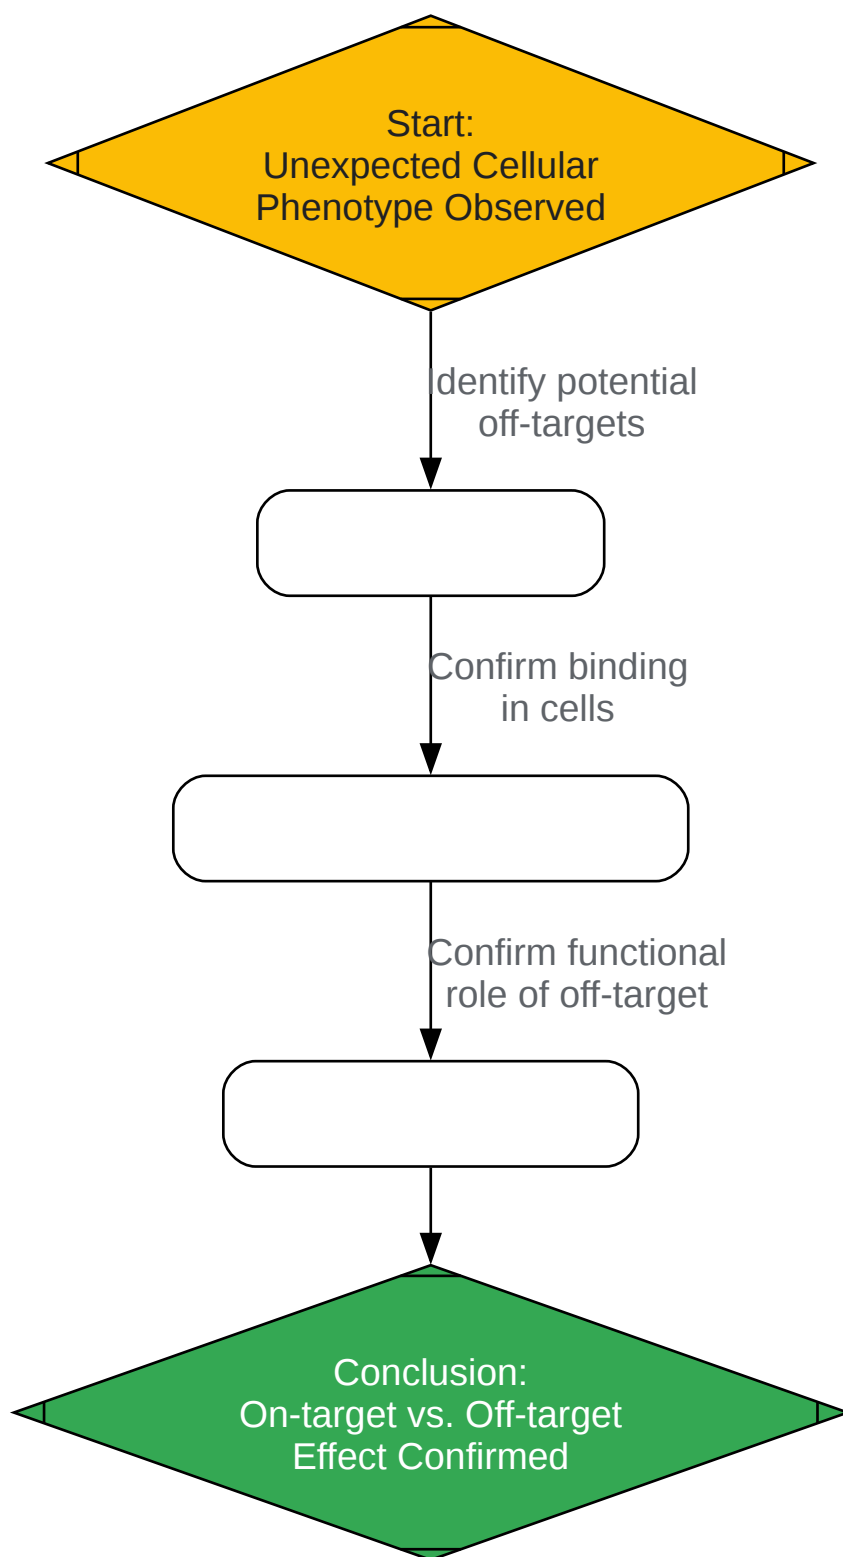 Start:
Unexpected Cellular
Phenotype Observed
Identify potential
off-targets
Confirm binding
in cells
Confirm functional
role of off-target
Conclusion:
On-target vs. Off-target
Effect Confirmed